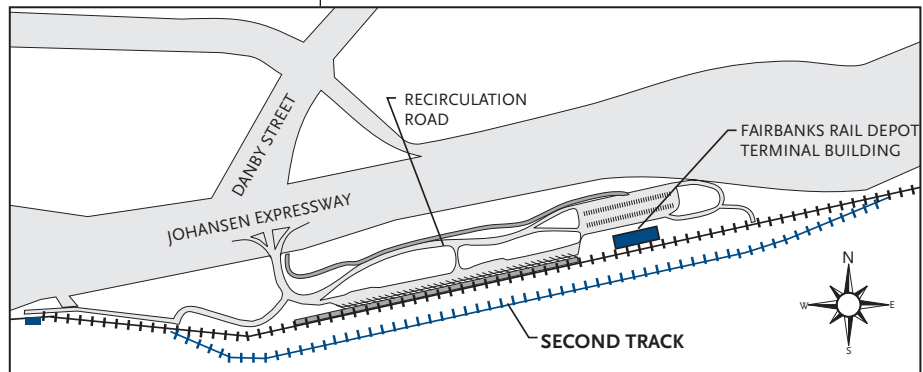 DANBY STREET
RECIRCULATION
ROAD
FAIRBANKS RAIL DEPOT
TERMINAL BUILDING
JOHANSEN EXPRESSWAY
SECOND TRACK
N
W
E
S